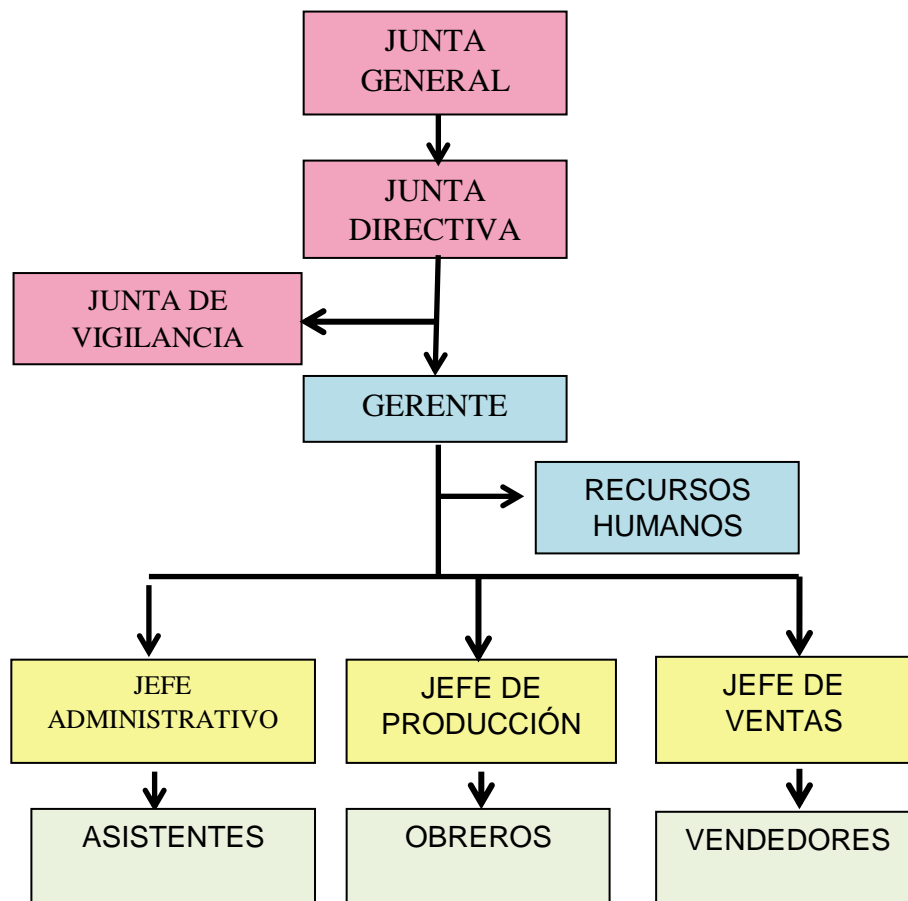 JUNTA
GENERAL
JUNTA
DIRECTIVA
JUNTA DE
VIGILANCIA
GERENTE
RECURSOS
HUMANOS
JEFE
ADMINISTRATIVO
JEFE DE
PRODUCCIÓN
JEFE DE
VENTAS
ASISTENTES
OBREROS
VENDEDORES